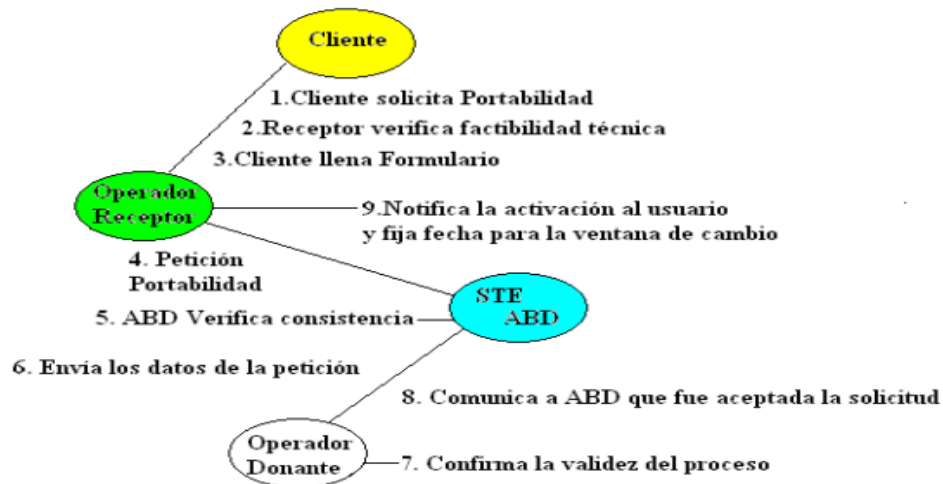 Cliente
1.Cliente solicita Portabilidad
2.Receptor verifica factibilidad técnica
3.Cliente llena Formulario
Operador
Receptor
9.Notifica la activación al usuario
y fija fecha para la ventana de cambio
4. Petición
Portabilidad
STE
ABD
5. ABD Verifica consistencia
6. Envía los datos de la petición
8. Comunica a ABD que fue aceptada la solicitud
Operador
Donante
7. Confirma la validez del proceso